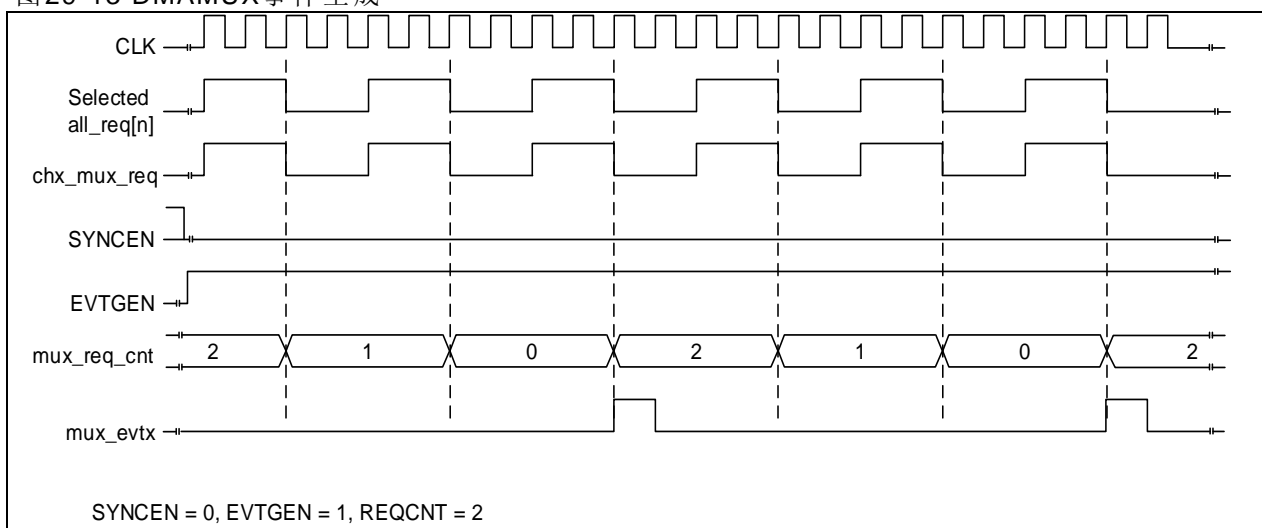 DMAMUX
CLK
Selected
all_req[n]
chx_mux_req
SYNCEN
EVTGEN
mux_req_cnt 2 1 0 2 1 0 2
mux_evtx
SYNCEN = 0, EVTGEN = 1, REQCNT = 2